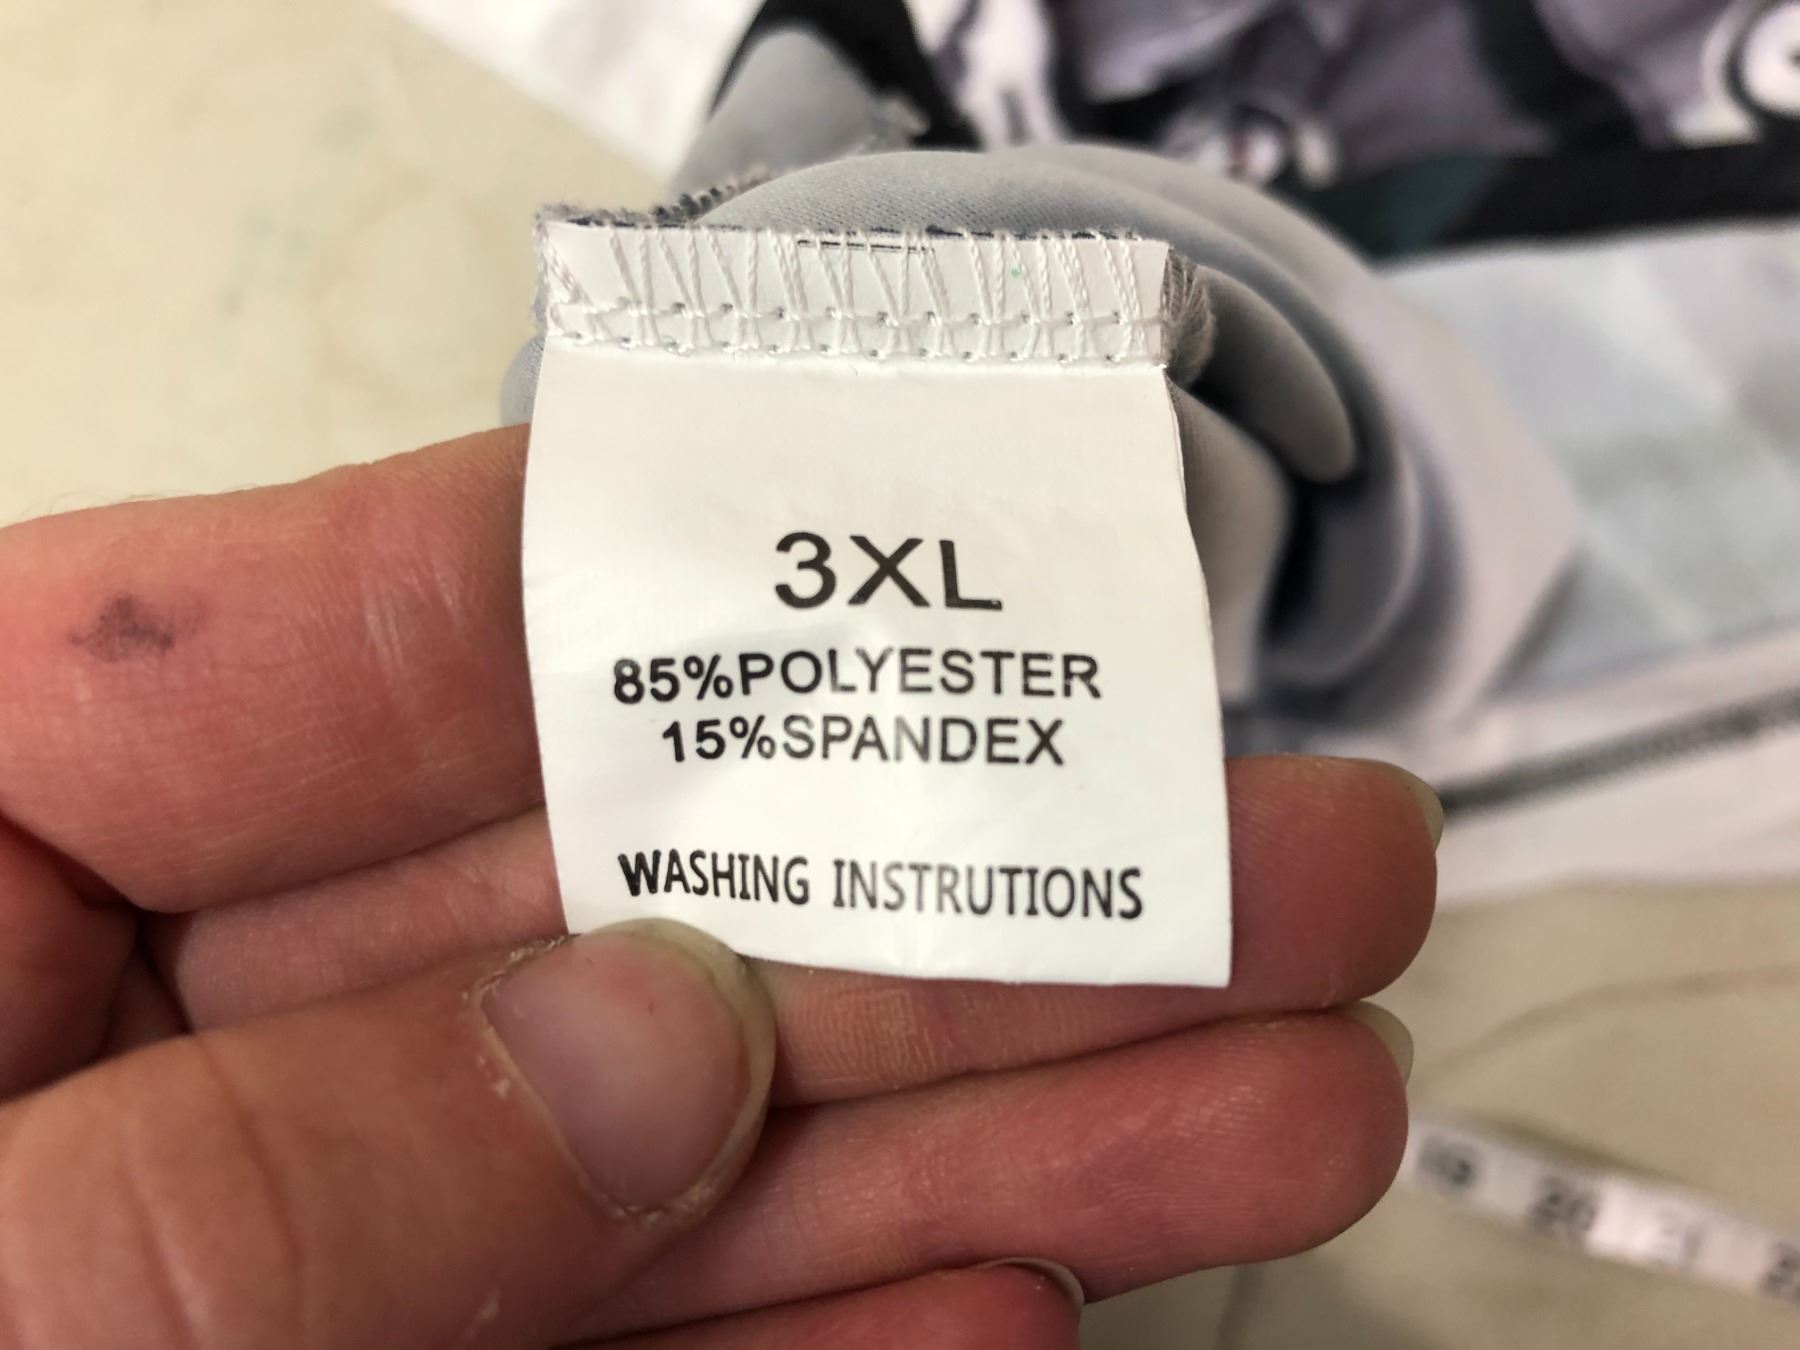 3XL
85%POLYESTER
15%SPANDEX
WASHING INSTRUTIONS